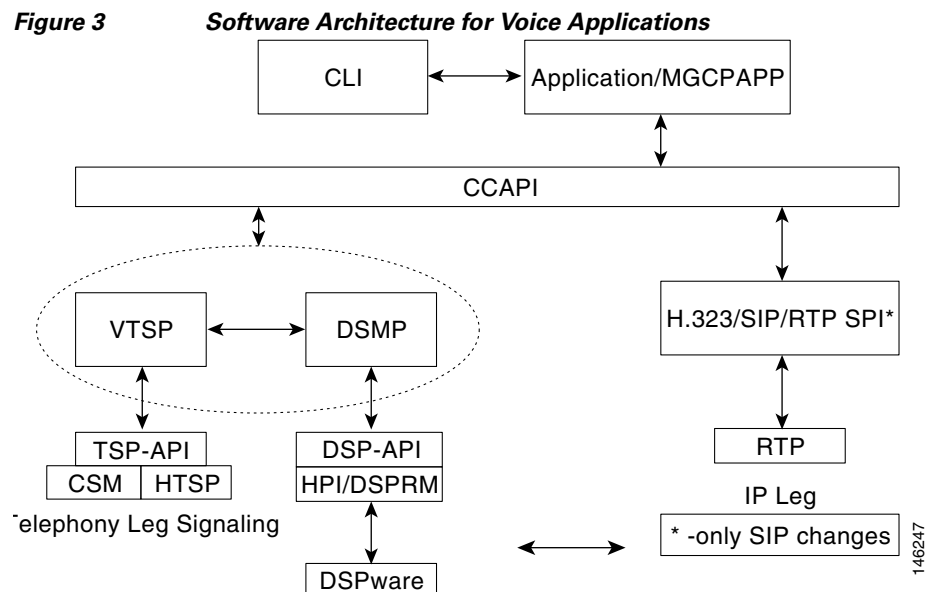 Figure 3 Software Architecture for Voice Applications
CLI
Application/MGCPAPP
CCAPI
VTSP
DSMP
H.323/SIP/RTP SPI*
TSP-API
DSP-API
RTP
CSM
HTSP
HPI/DSPRM
IP Leg
elephony Leg Signaling
* -only SIP changes
DSPware
146247